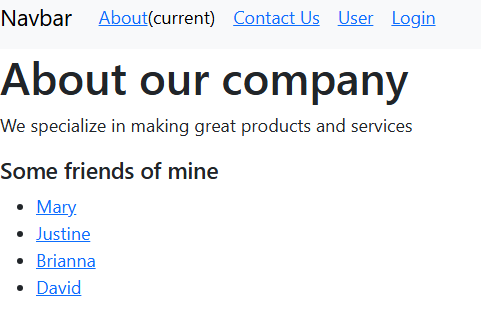 Navbar About(current) Contact Us User Login
About our company
We specialize in making great products and services
Some friends of mine
Mary
Justine
Brianna
David